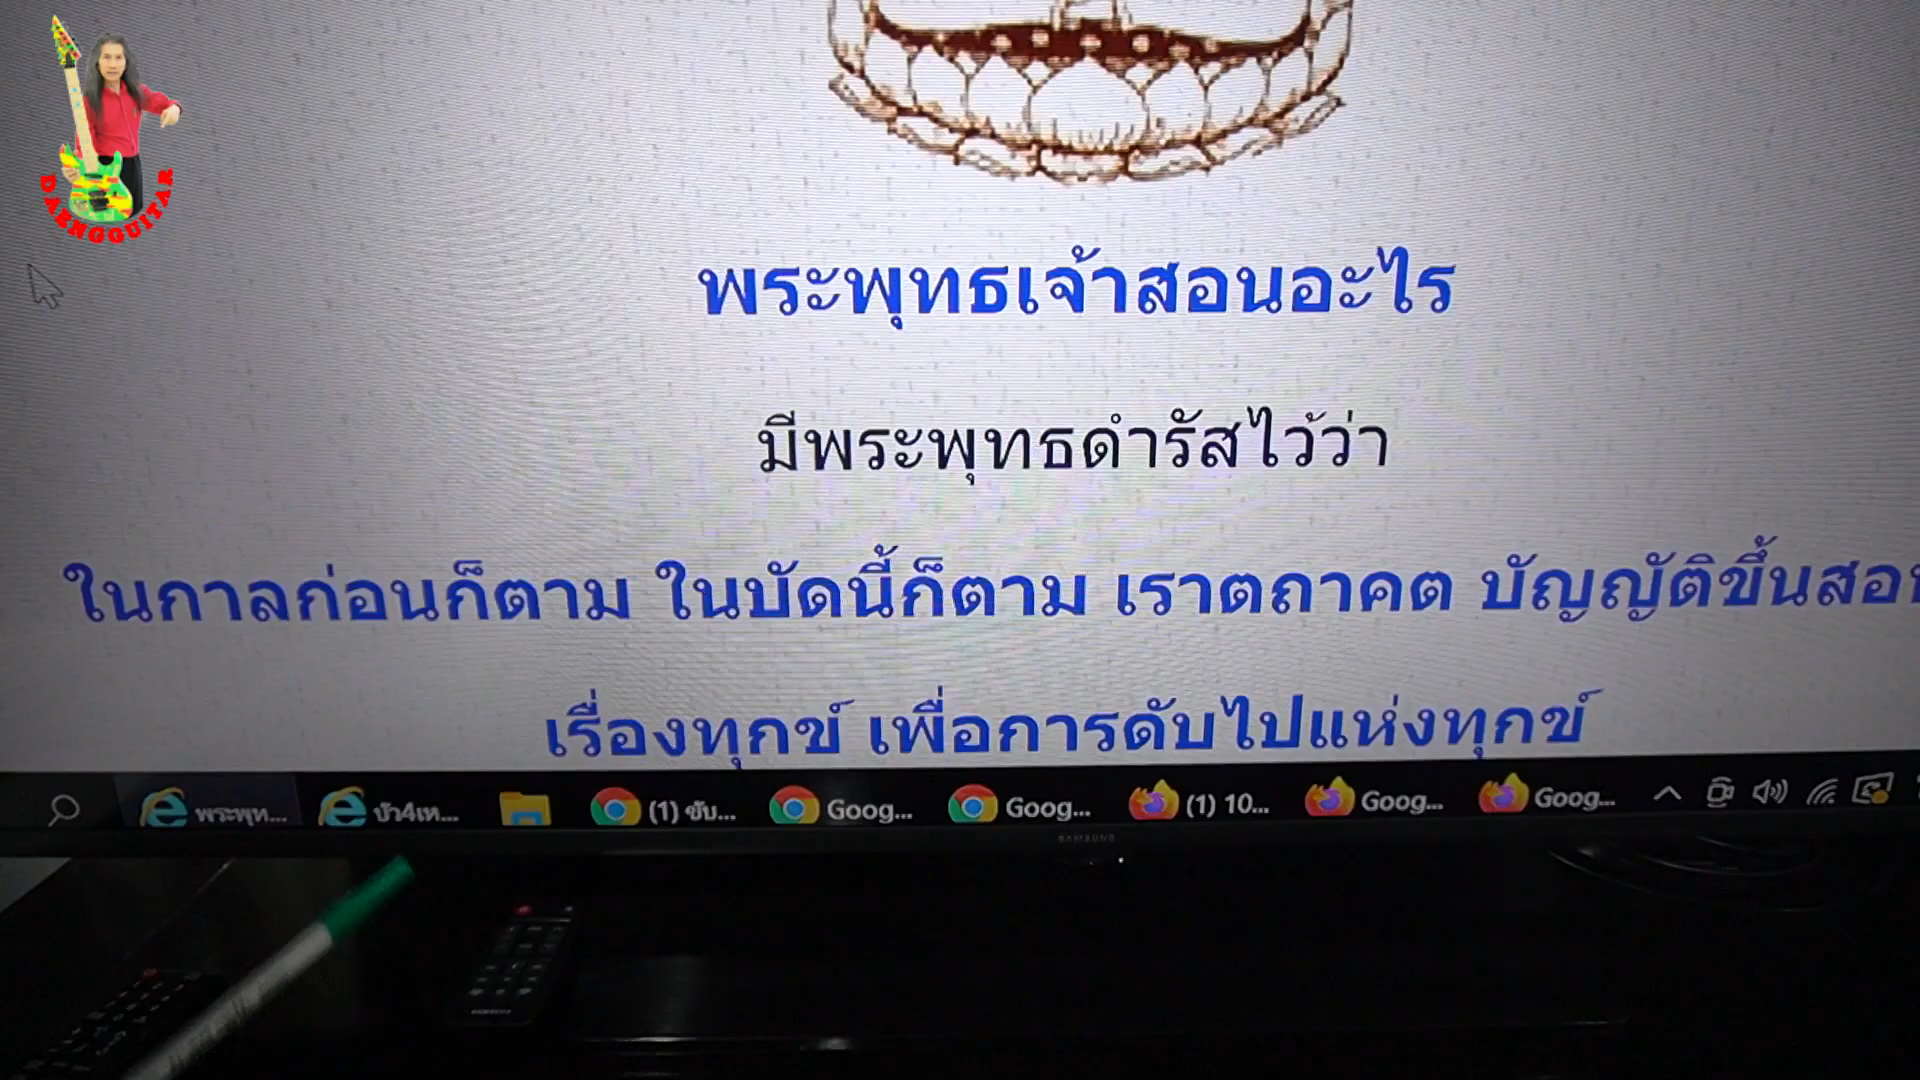 DAENGGUITAR
พระพุทธเจ้าสอนอะไร
มีพระพุทธดำรัสไว้ว่า
ในกาลก่อนก็ตาม ในบัดนี้ก็ตาม เราตถาคต บัญญัติขึ้นสอน
เรื่องทุกข์ เพื่อการดับไปแห่งทุกข์
พระพุท... บัว4เห... (1) ขับ... Goog... Goog... (1) 10... Goog... Goog...
SAMSUNG